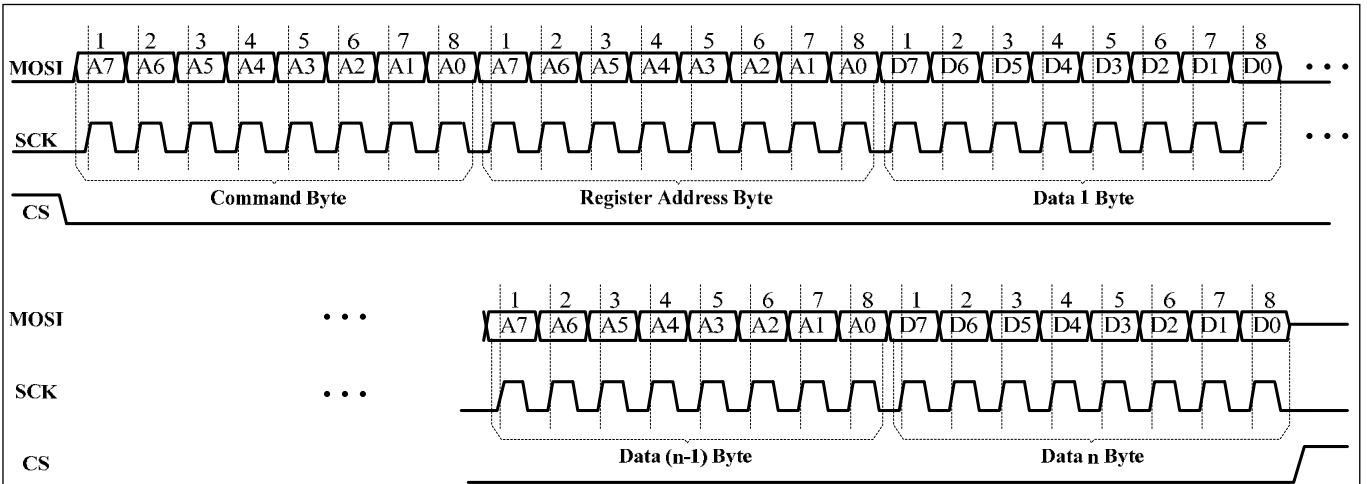 1 2 3 4 5 6 7 8 1 2 3 4 5 6 7 8 1 2 3 4 5 6 7 8
MOSI A7 A6 A5 A4 A3 A2 A1 A0 A7 A6 A5 A4 A3 A2 A1 A0 D7 D6 D5 D4 D3 D2 D1 D0 • • •
SCK • • •
Command Byte Register Address Byte Data 1 Byte
CS
1 2 3 4 5 6 7 8 1 2 3 4 5 6 7 8
MOSI • • • A7 A6 A5 A4 A3 A2 A1 A0 D7 D6 D5 D4 D3 D2 D1 D0
SCK • • •
Data (n-1) Byte Data n Byte
CS